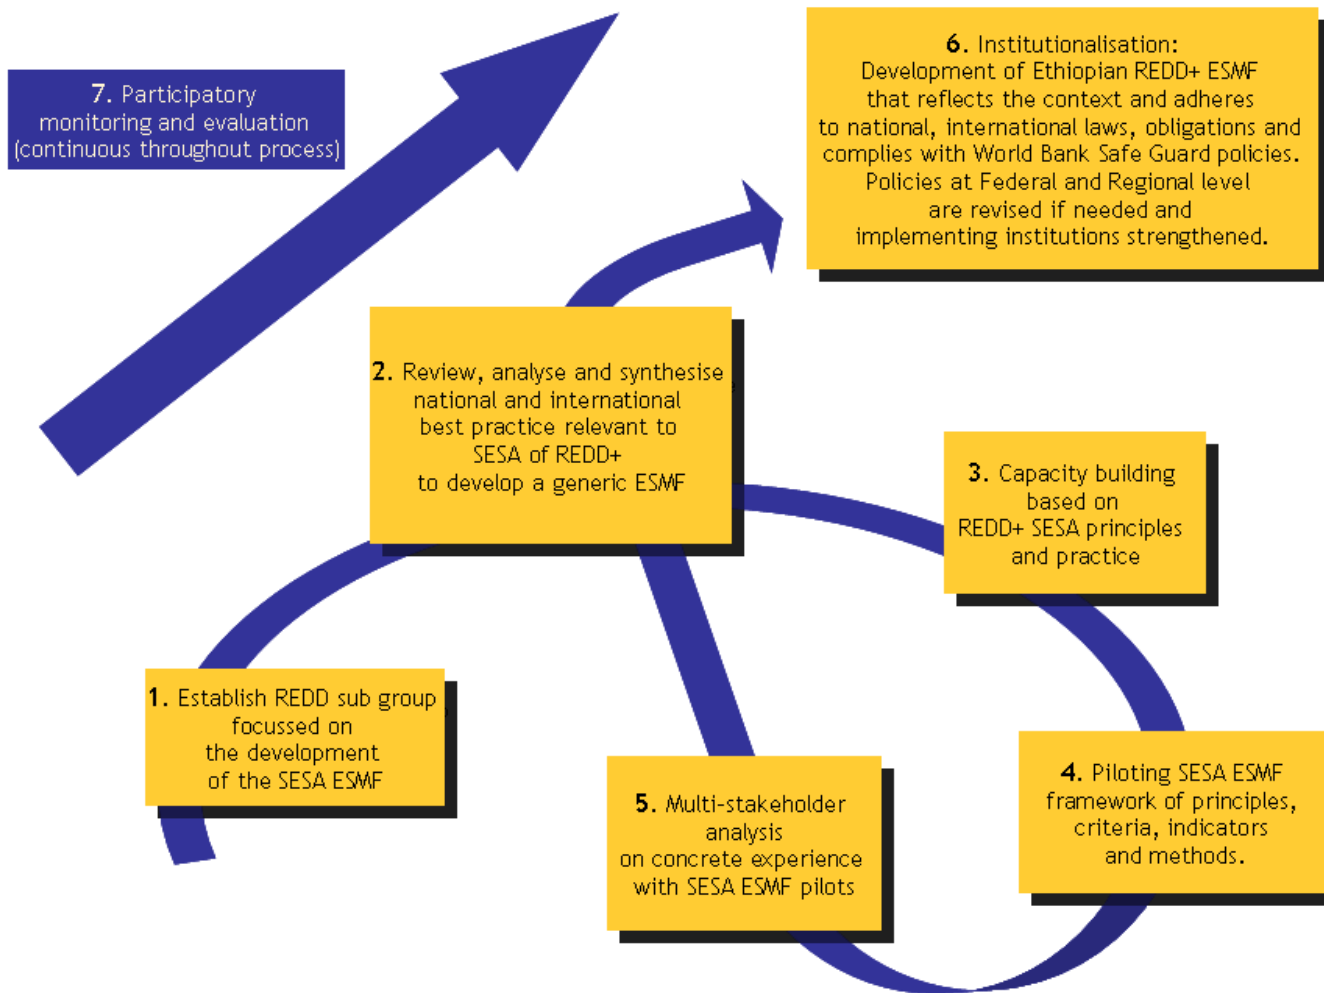 7. Participatory
monitoring and evaluation
(continuous throughout process)
6. Institutionalisation:
Development of Ethiopian REDD+ ESMF
that reflects the context and adheres
to national, international laws, obligations and
complies with World Bank Safe Guard policies.
Policies at Federal and Regional level
are revised if needed and
implementing institutions strengthened.
2. Review, analyse and synthesise
national and international
best practice relevant to
SESA of REDD+
to develop a generic ESMF
3. Capacity building
based on
REDD+ SESA principles
and practice
1. Establish REDD sub group
focussed on
the development
of the SESA ESMF
4. Piloting SESA ESMF
framework of principles,
criteria, indicators
and methods.
5. Multi-stakeholder
analysis
on concrete experience
with SESA ESMF pilots